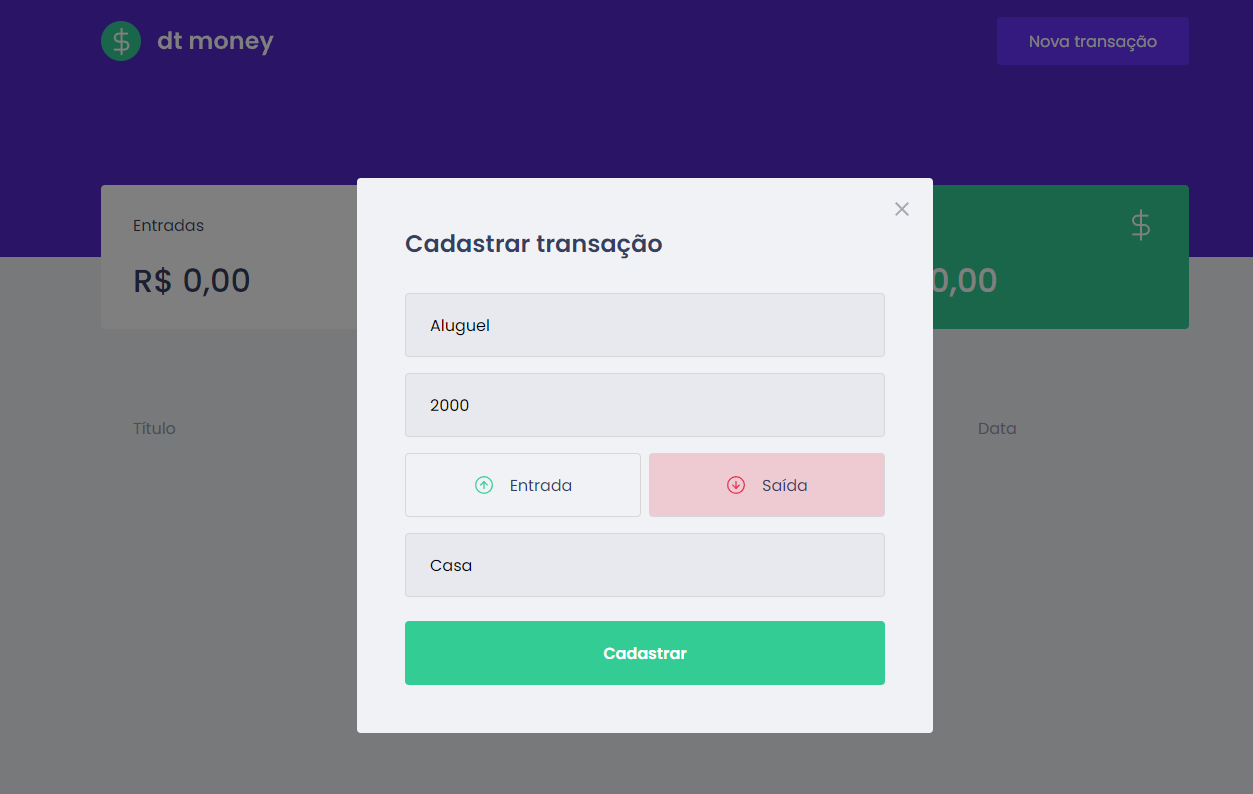 dt money
Nova transação
Entradas
R$ 0,00
0,00
Título
Data
Cadastrar transação
Aluguel
2000
Entrada
Saída
Casa
Cadastrar